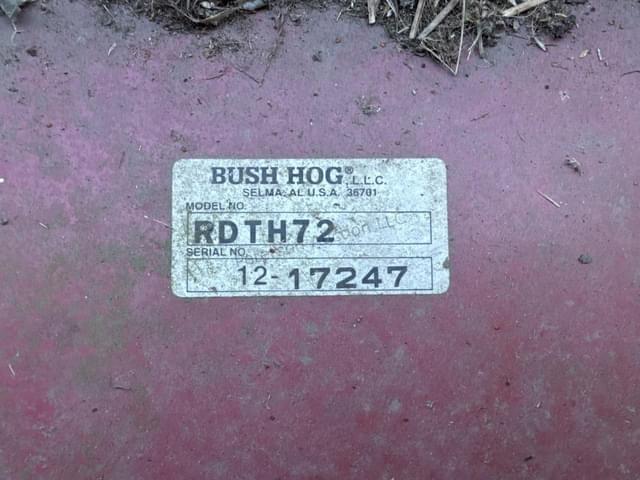 BUSH HOG® L.L.C.
SELMA, AL U.S.A. 36701
MODEL NO.
RDTH72
SERIAL NO.
12-17247